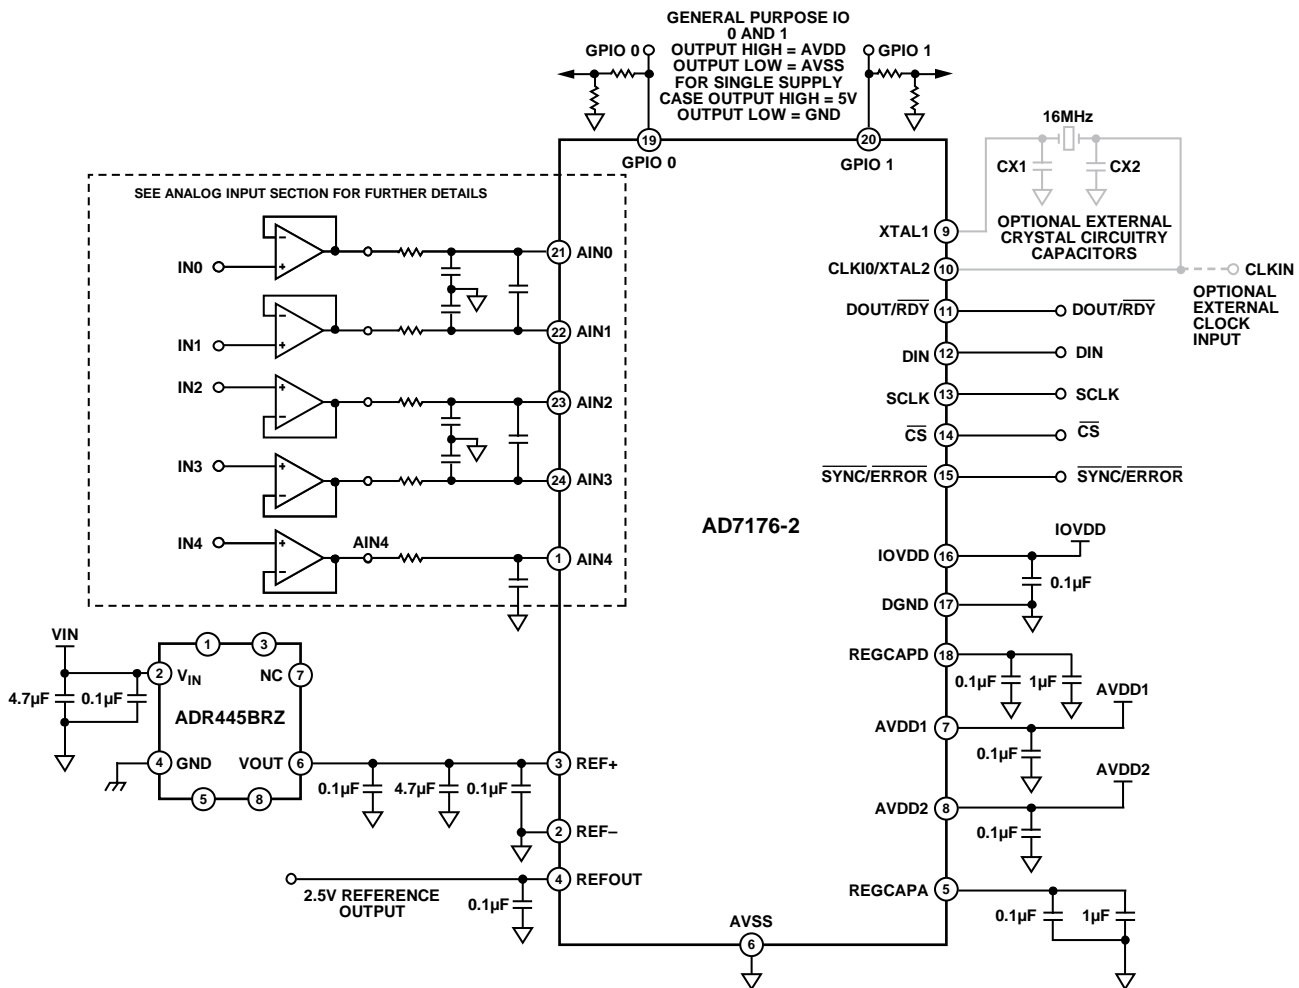 GENERAL PURPOSE IO
0 AND 1
OUTPUT HIGH = AVDD
OUTPUT LOW = AVSS
FOR SINGLE SUPPLY
CASE OUTPUT HIGH = 5V
OUTPUT LOW = GND
GPIO 0
GPIO 1
19
GPIO 0
20
GPIO 1
16MHz
CX1
CX2
OPTIONAL EXTERNAL
CRYSTAL CIRCUITRY
CAPACITORS
CLKIN
OPTIONAL
EXTERNAL
CLOCK
INPUT
SEE ANALOG INPUT SECTION FOR FURTHER DETAILS
IN0
-
+
21
AIN0
IN1
-
+
22
AIN1
IN2
+
-
23
AIN2
IN3
+
-
24
AIN3
IN4
+
-
AIN4
1
AIN4
AD7176-2
XTAL1
9
CLKI0/XTAL2
10
DOUT/RDY
11
DOUT/RDY
DIN
12
DIN
SCLK
13
SCLK
CS
14
CS
SYNC/ERROR
15
SYNC/ERROR
IOVDD
IOVDD
16
0.1µF
DGND
17
REGCAPD
18
0.1µF
1µF
AVDD1
AVDD1
7
0.1µF
AVDD2
AVDD2
8
0.1µF
REGCAPA
5
0.1µF
1µF
VIN
4.7µF
0.1µF
1
3
2
VIN
NC
7
ADR445BRZ
4
GND
VOUT
6
5
8
0.1µF
4.7µF
0.1µF
3
REF+
2
REF–
4
REFOUT
2.5V REFERENCE
OUTPUT
0.1µF
AVSS
6